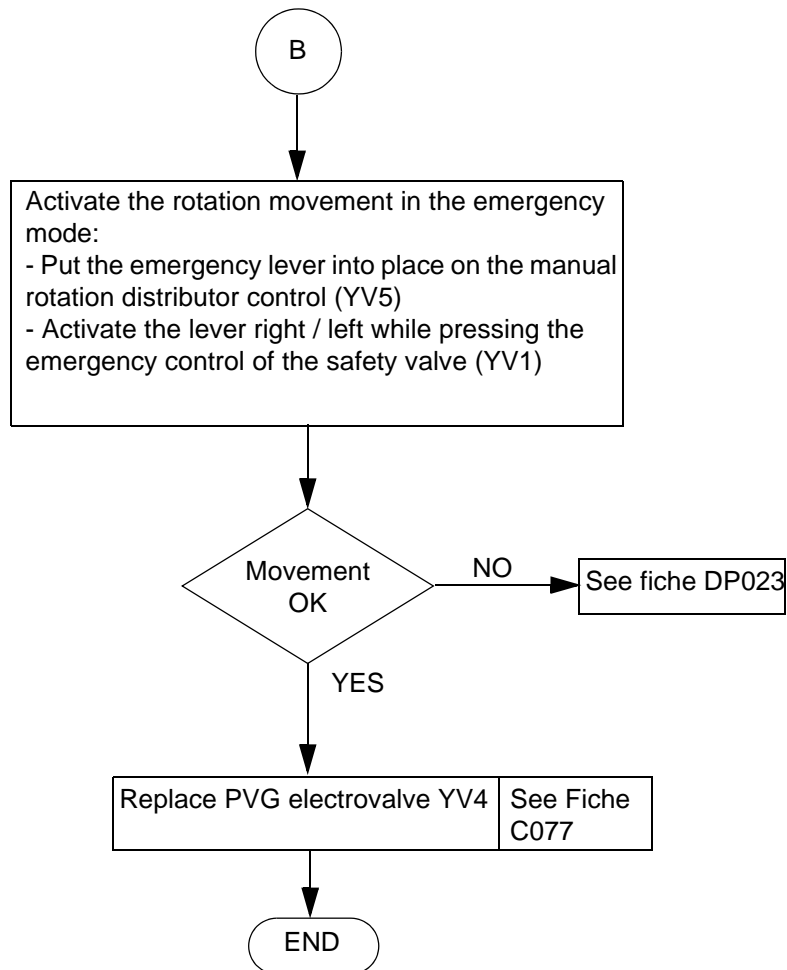 B
Activate the rotation movement in the emergency
mode:
- Put the emergency lever into place on the manual
rotation distributor control (YV5)
- Activate the lever right / left while pressing the
emergency control of the safety valve (YV1)
Movement
OK
NO
See fiche DP023
YES
Replace PVG electrovalve YV4
See Fiche
C077
END